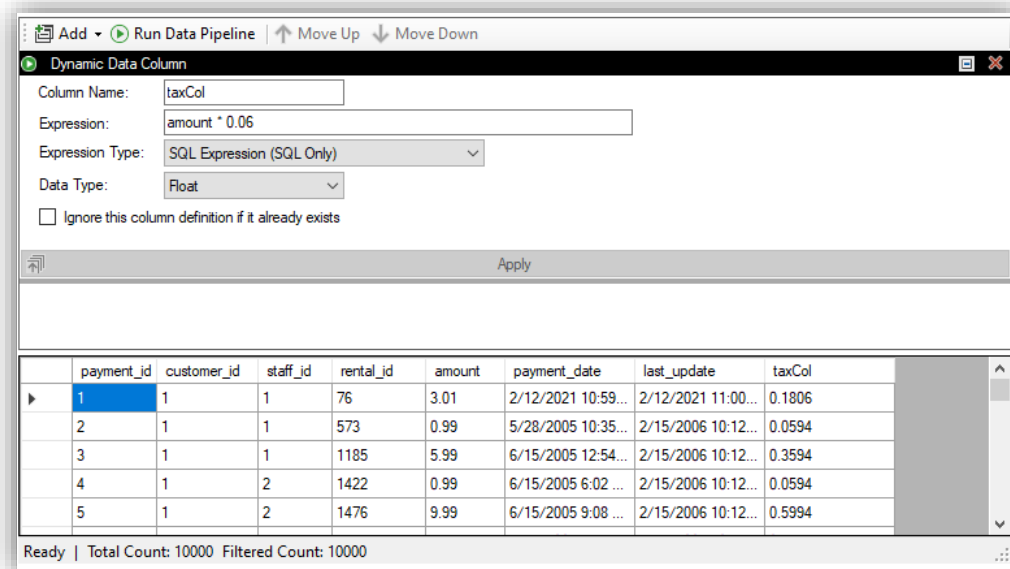 Add Run Data Pipeline Move Up Move Down
Dynamic Data Column
Column Name: taxCol
Expression: amount * 0.06
Expression Type: SQL Expression (SQL Only)
Data Type: Float
Ignore this column definition if it already exists
Apply
payment_id customer_id staff_id rental_id amount payment_date last_update taxCol
1 1 1 76 3.01 2/12/2021 10:59... 2/12/2021 11:00... 0.1806
2 1 1 573 0.99 5/28/2005 10:35... 2/15/2006 10:12... 0.0594
3 1 1 1185 5.99 6/15/2005 12:54... 2/15/2006 10:12... 0.3594
4 1 2 1422 0.99 6/15/2005 6:02 ... 2/15/2006 10:12... 0.0594
5 1 2 1476 9.99 6/15/2005 9:08 ... 2/15/2006 10:12... 0.5994
Ready | Total Count: 10000 Filtered Count: 10000